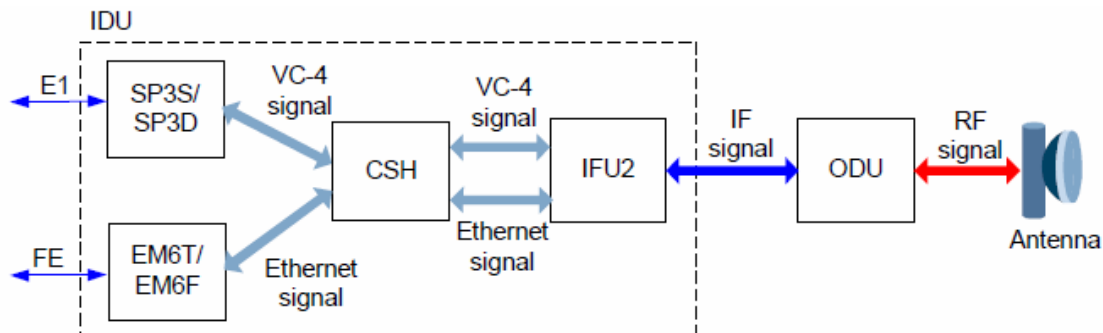 IDU
E1
SP3S/
SP3D
VC-4
signal
CSH
VC-4
signal
IFU2
IF
signal
ODU
RF
signal
Antenna
FE
EM6T/
EM6F
Ethernet
signal
Ethernet
signal